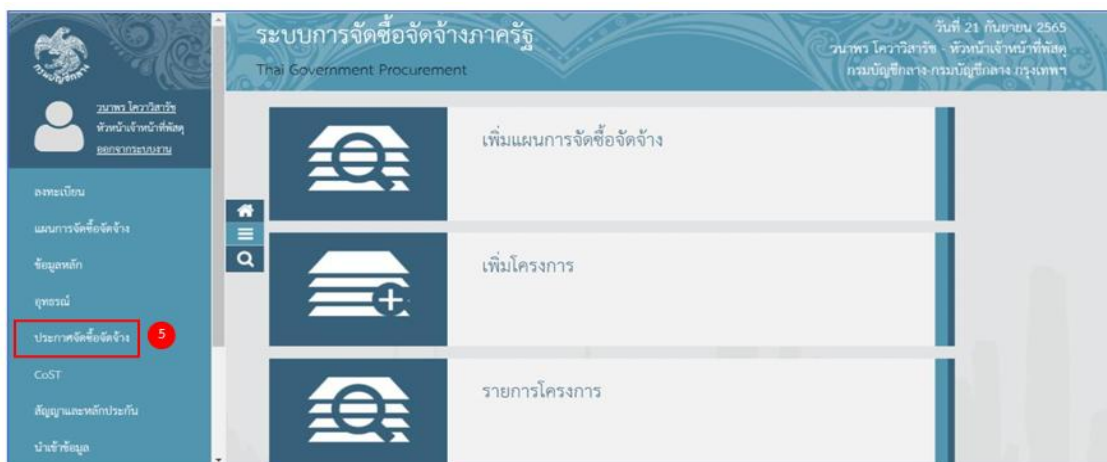 ระบบการจัดซื้อจัดจ้างภาครัฐ
Thai Government Procurement
วันที่ 21 กันยายน 2565
วนาพร โควาวิสารัช - หัวหน้าเจ้าหน้าที่พัสดุ
กรมบัญชีกลาง-กรมบัญชีกลาง กรุงเทพฯ
กรมบัญชีกลาง
วนาพร โควาวิสารัช
หัวหน้าเจ้าหน้าที่พัสดุ
ออกจากระบบงาน
ลงทะเบียน
แผนการจัดซื้อจัดจ้าง
ข้อมูลหลัก
อุทธรณ์
ประกาศจัดซื้อจัดจ้าง 5
CoST
สัญญาและหลักประกัน
นำเข้าข้อมูล
เพิ่มแผนการจัดซื้อจัดจ้าง
เพิ่มโครงการ
รายการโครงการ